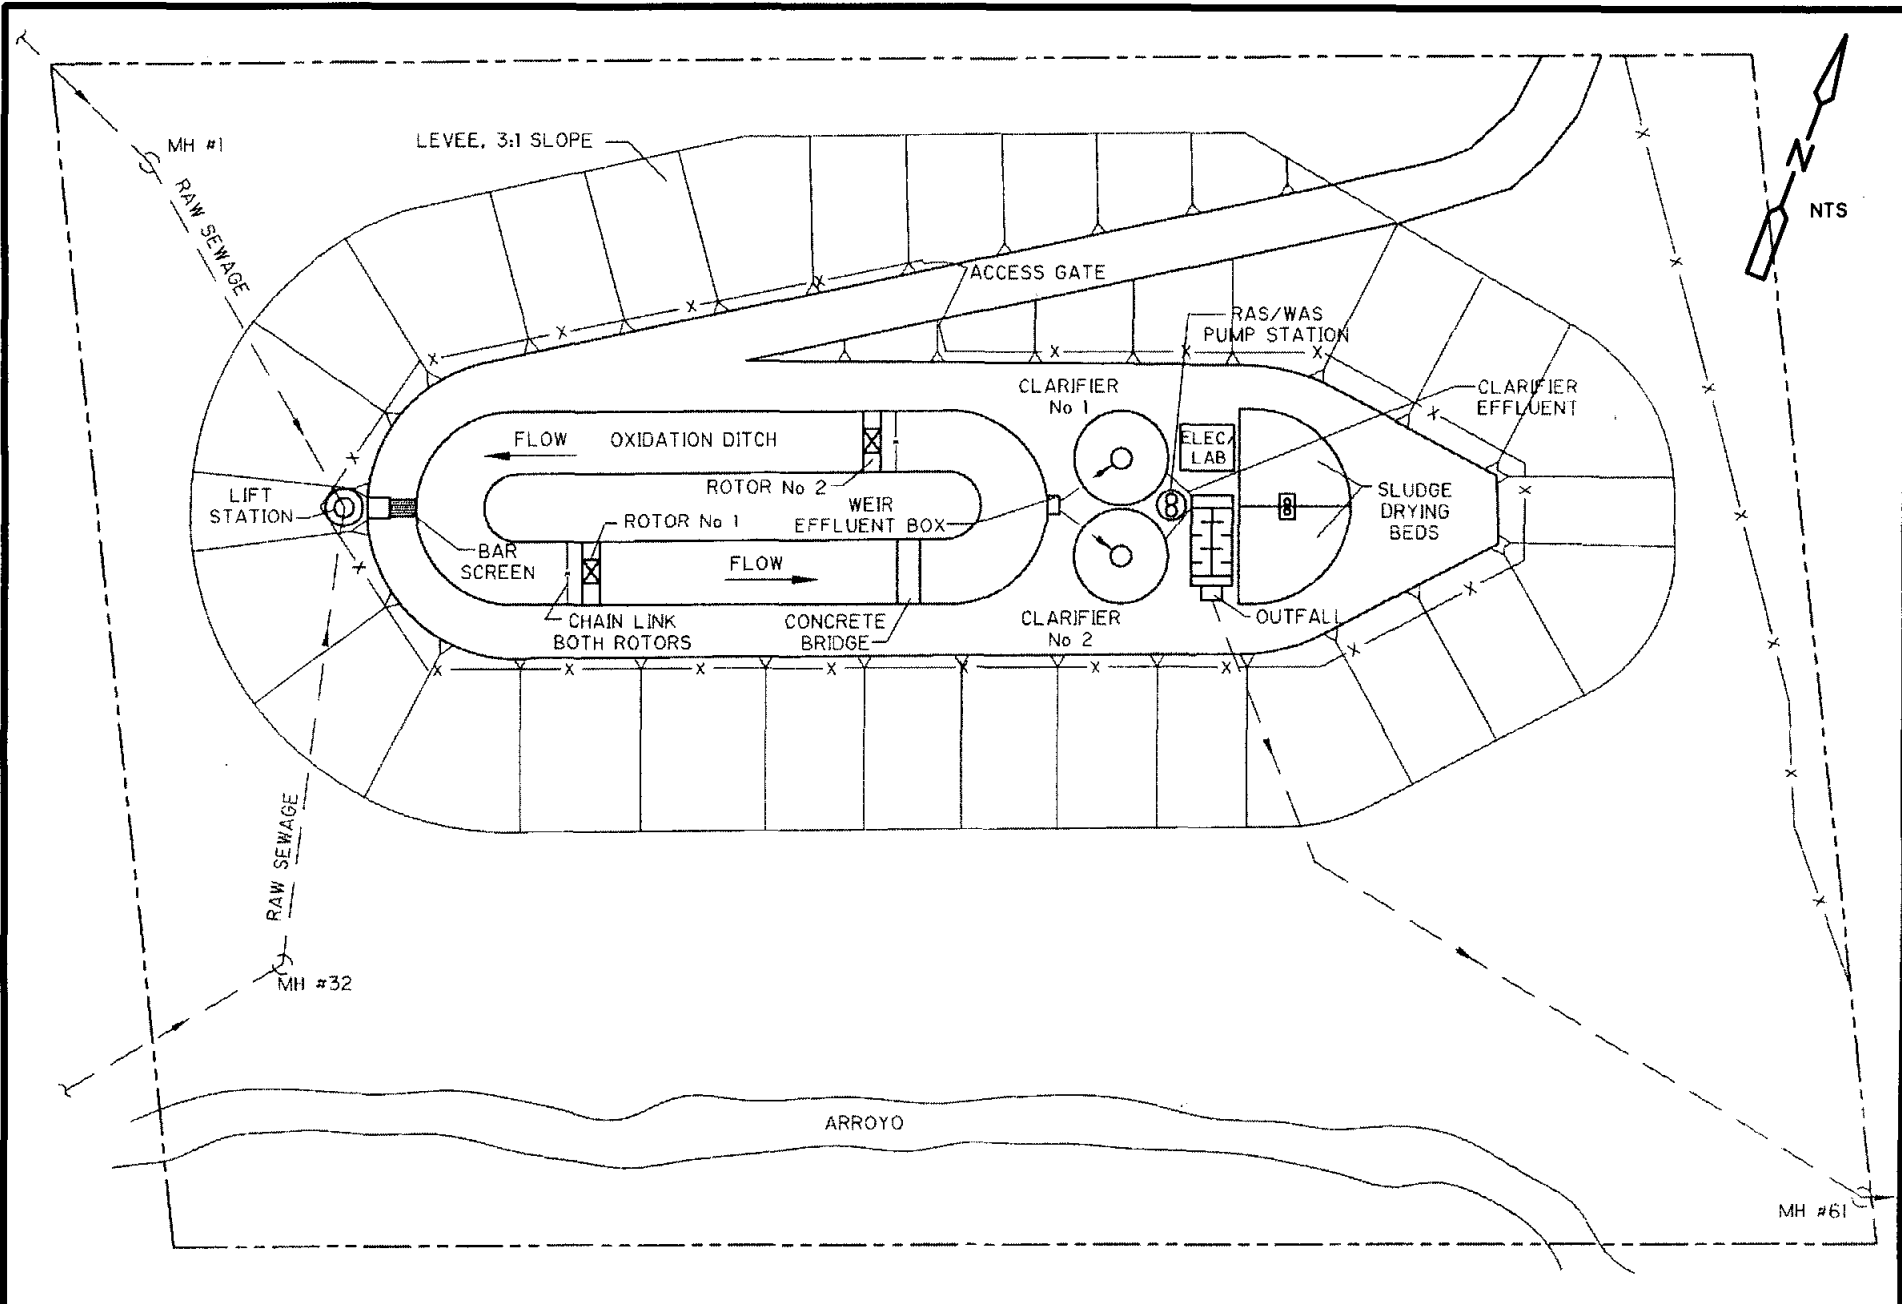 MH #1
LEVEE, 3:1 SLOPE
RAW SEWAGE
N
NTS
ACCESS GATE
RAS/WAS
PUMP STATION
CLARIFIER
No 1
CLARIFIER
EFFLUENT
FLOW
OXIDATION DITCH
ELEC/
LAB
ROTOR No 2
LIFT
STATION
WEIR
EFFLUENT BOX
SLUDGE
DRYING
BEDS
ROTOR No 1
BAR
SCREEN
FLOW
CHAIN LINK
BOTH ROTORS
CONCRETE
BRIDGE
CLARIFIER
No 2
OUTFALL
RAW SEWAGE
MH #32
ARROYO
MH #61